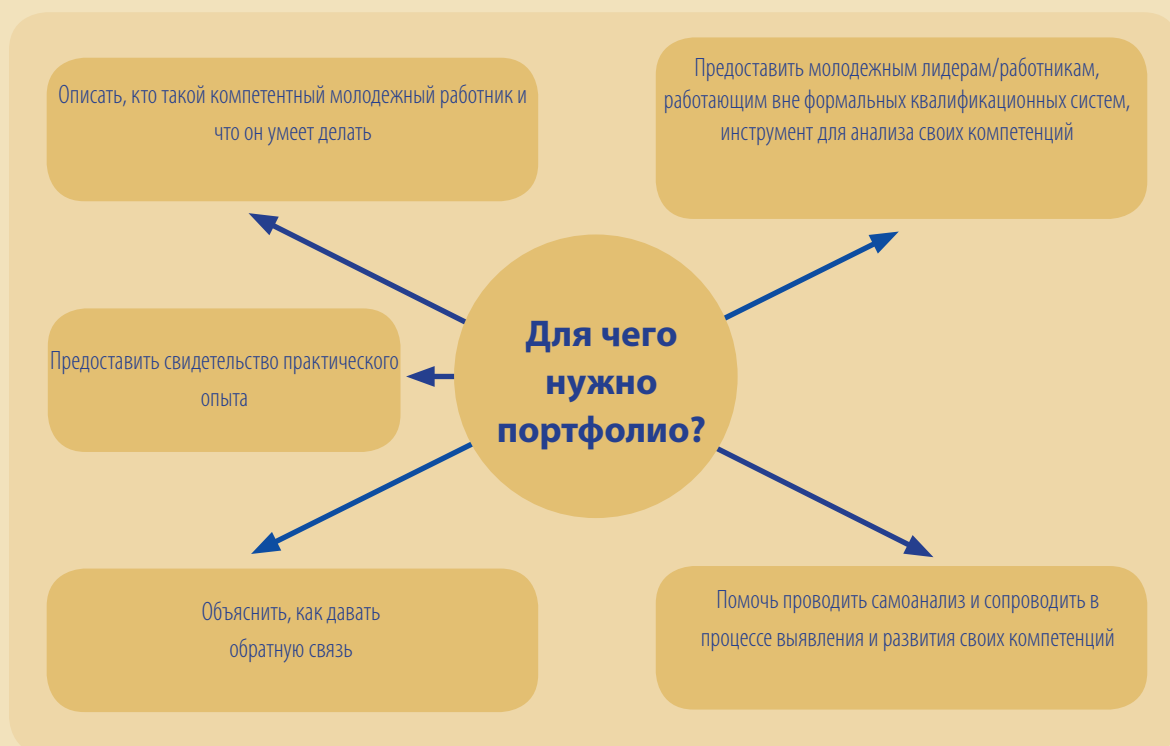 Описать, кто такой компетентный молодежный работник и
что он умеет делать
Предоставить молодежным лидерам/работникам,
работающим вне формальных квалификационных систем,
инструмент для анализа своих компетенций
Предоставить свидетельство практического
опыта
Для чего
нужно
портфолио?
Объяснить, как давать
обратную связь
Помочь проводить самоанализ и сопроводить в
процессе выявления и развития своих компетенций